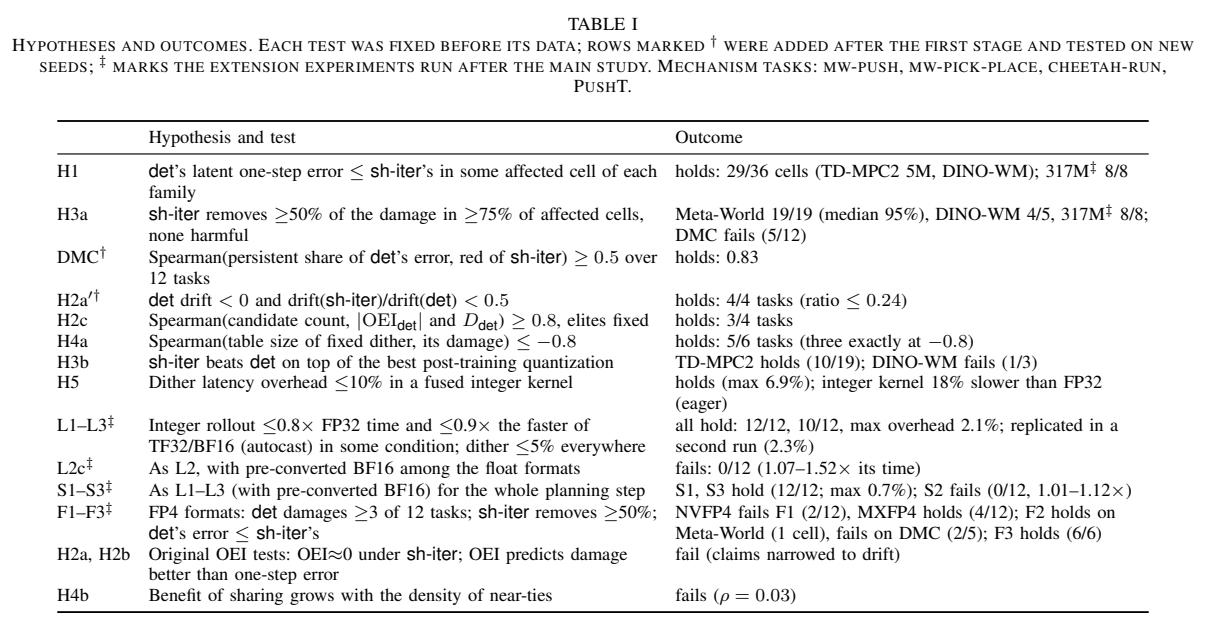 TABLE I
HYPOTHESES AND OUTCOMES. EACH TEST WAS FIXED BEFORE ITS DATA; ROWS MARKED † WERE ADDED AFTER THE FIRST STAGE AND TESTED ON NEW
SEEDS; ‡ MARKS THE EXTENSION EXPERIMENTS RUN AFTER THE MAIN STUDY. MECHANISM TASKS: MW-PUSH, MW-PICK-PLACE, CHEETAH-RUN,
PUSHT.
Hypothesis and test Outcome
H1 det's latent one-step error ≤ sh-iter's in some affected cell of each holds: 29/36 cells (TD-MPC2 5M, DINO-WM); 317M‡ 8/8
family
H3a sh-iter removes ≥50% of the damage in ≥75% of affected cells, Meta-World 19/19 (median 95%), DINO-WM 4/5, 317M‡ 8/8;
none harmful DMC fails (5/12)
DMC† Spearman(persistent share of det's error, red of sh-iter) ≥ 0.5 over holds: 0.83
12 tasks
H2a′† det drift < 0 and drift(sh-iter)/drift(det) < 0.5 holds: 4/4 tasks (ratio ≤ 0.24)
H2c Spearman(candidate count, |OEI_det| and D_det) ≥ 0.8, elites fixed holds: 3/4 tasks
H4a Spearman(table size of fixed dither, its damage) ≤ −0.8 holds: 5/6 tasks (three exactly at −0.8)
H3b sh-iter beats det on top of the best post-training quantization TD-MPC2 holds (10/19); DINO-WM fails (1/3)
H5 Dither latency overhead ≤10% in a fused integer kernel holds (max 6.9%); integer kernel 18% slower than FP32
(eager)
L1–L3‡ Integer rollout ≤0.8× FP32 time and ≤0.9× the faster of all hold: 12/12, 10/12, max overhead 2.1%; replicated in a
TF32/BF16 (autocast) in some condition; dither ≤5% everywhere second run (2.3%)
L2c‡ As L2, with pre-converted BF16 among the float formats fails: 0/12 (1.07–1.52× its time)
S1–S3‡ As L1–L3 (with pre-converted BF16) for the whole planning step S1, S3 hold (12/12; max 0.7%); S2 fails (0/12, 1.01–1.12×)
F1–F3‡ FP4 formats: det damages ≥3 of 12 tasks; sh-iter removes ≥50%; NVFP4 fails F1 (2/12), MXFP4 holds (4/12); F2 holds on
det's error ≤ sh-iter's Meta-World (1 cell), fails on DMC (2/5); F3 holds (6/6)
H2a, H2b Original OEI tests: OEI≈0 under sh-iter; OEI predicts damage fail (claims narrowed to drift)
better than one-step error
H4b Benefit of sharing grows with the density of near-ties fails (ρ = 0.03)